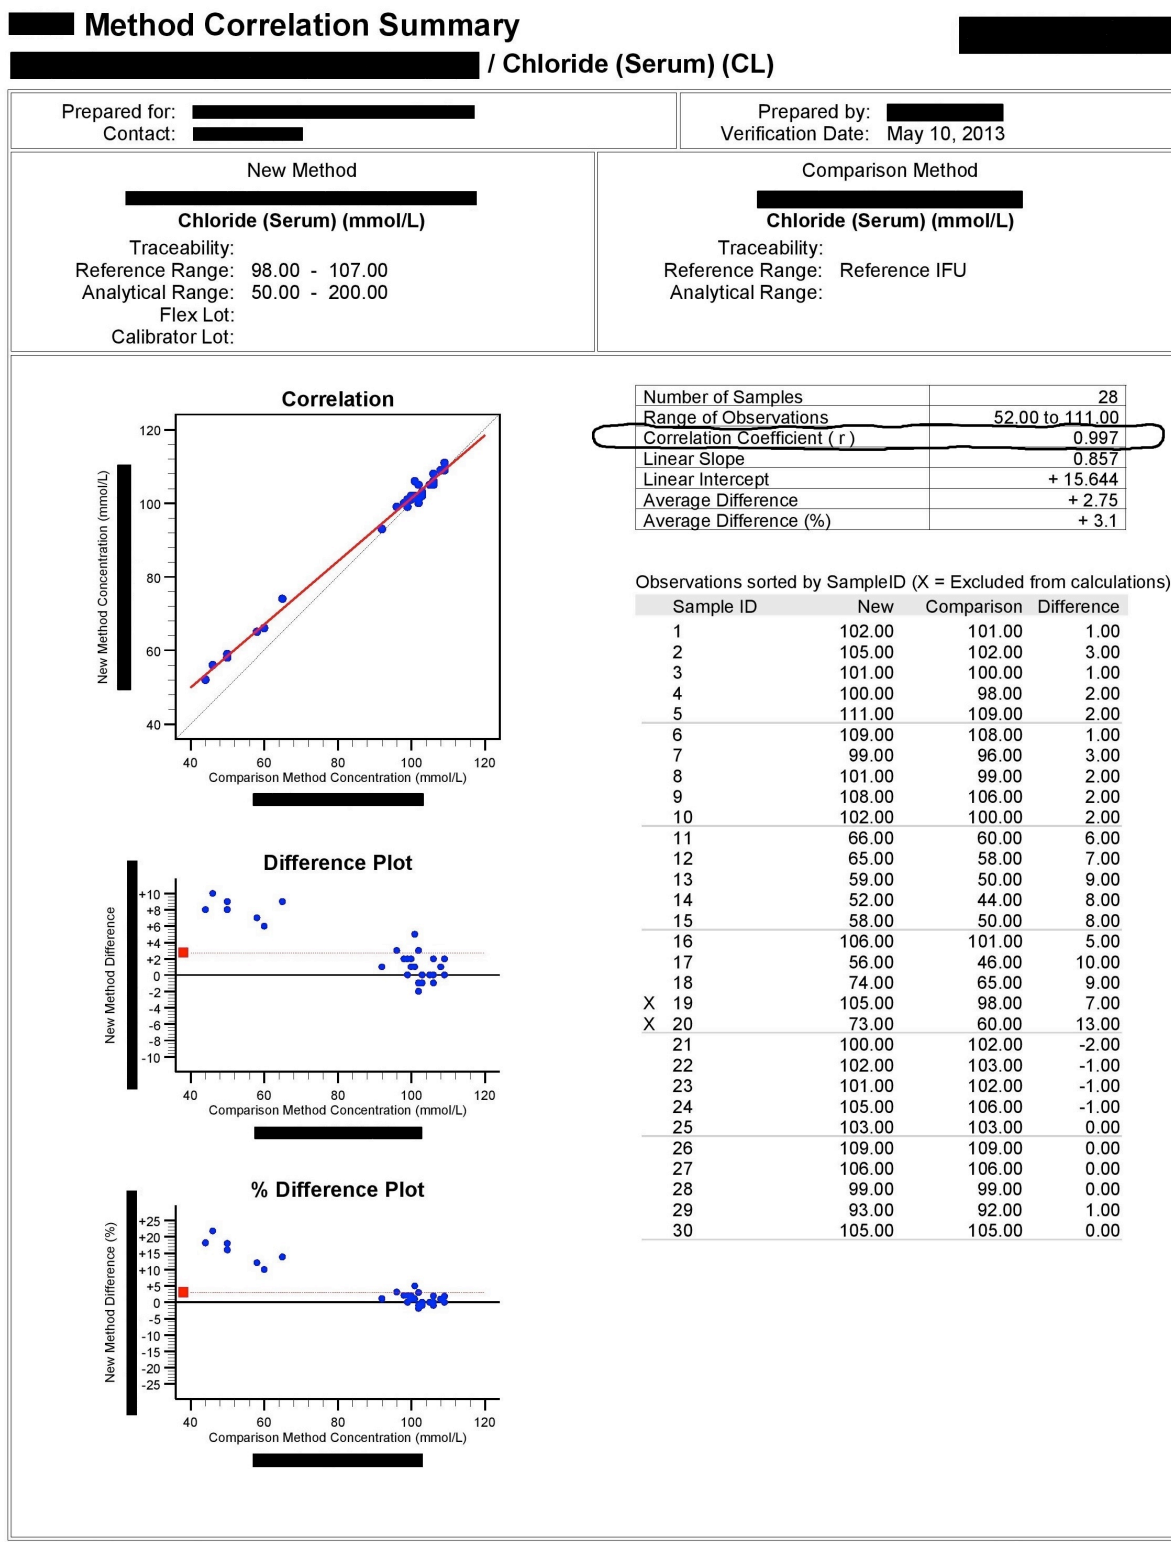 Method Correlation Summary
/ Chloride (Serum) (CL)
Prepared for:
Contact:
Prepared by:
Verification Date: May 10, 2013
New Method
Chloride (Serum) (mmol/L)
Traceability:
Reference Range: 98.00 - 107.00
Analytical Range: 50.00 - 200.00
Flex Lot:
Calibrator Lot:
Comparison Method
Chloride (Serum) (mmol/L)
Traceability:
Reference Range: Reference IFU
Analytical Range:
Correlation
New Method Concentration (mmol/L)
120
100
80
60
40
40 60 80 100 120
Comparison Method Concentration (mmol/L)
Difference Plot
New Method Difference
+10
+8
+6
+4
+2
0
-2
-4
-6
-8
-10
40 60 80 100 120
Comparison Method Concentration (mmol/L)
% Difference Plot
New Method Difference (%)
+25
+20
+15
+10
+5
0
-5
-10
-15
-20
-25
40 60 80 100 120
Comparison Method Concentration (mmol/L)
Number of Samples 28
Range of Observations 52.00 to 111.00
Correlation Coefficient ( r ) 0.997
Linear Slope 0.857
Linear Intercept + 15.644
Average Difference + 2.75
Average Difference (%) + 3.1
Observations sorted by SampleID (X = Excluded from calculations)
Sample ID New Comparison Difference
1 102.00 101.00 1.00
2 105.00 102.00 3.00
3 101.00 100.00 1.00
4 100.00 98.00 2.00
5 111.00 109.00 2.00
6 109.00 108.00 1.00
7 99.00 96.00 3.00
8 101.00 99.00 2.00
9 108.00 106.00 2.00
10 102.00 100.00 2.00
11 66.00 60.00 6.00
12 65.00 58.00 7.00
13 59.00 50.00 9.00
14 52.00 44.00 8.00
15 58.00 50.00 8.00
16 106.00 101.00 5.00
17 56.00 46.00 10.00
18 74.00 65.00 9.00
X 19 105.00 98.00 7.00
X 20 73.00 60.00 13.00
21 100.00 102.00 -2.00
22 102.00 103.00 -1.00
23 101.00 102.00 -1.00
24 105.00 106.00 -1.00
25 103.00 103.00 0.00
26 109.00 109.00 0.00
27 106.00 106.00 0.00
28 99.00 99.00 0.00
29 93.00 92.00 1.00
30 105.00 105.00 0.00